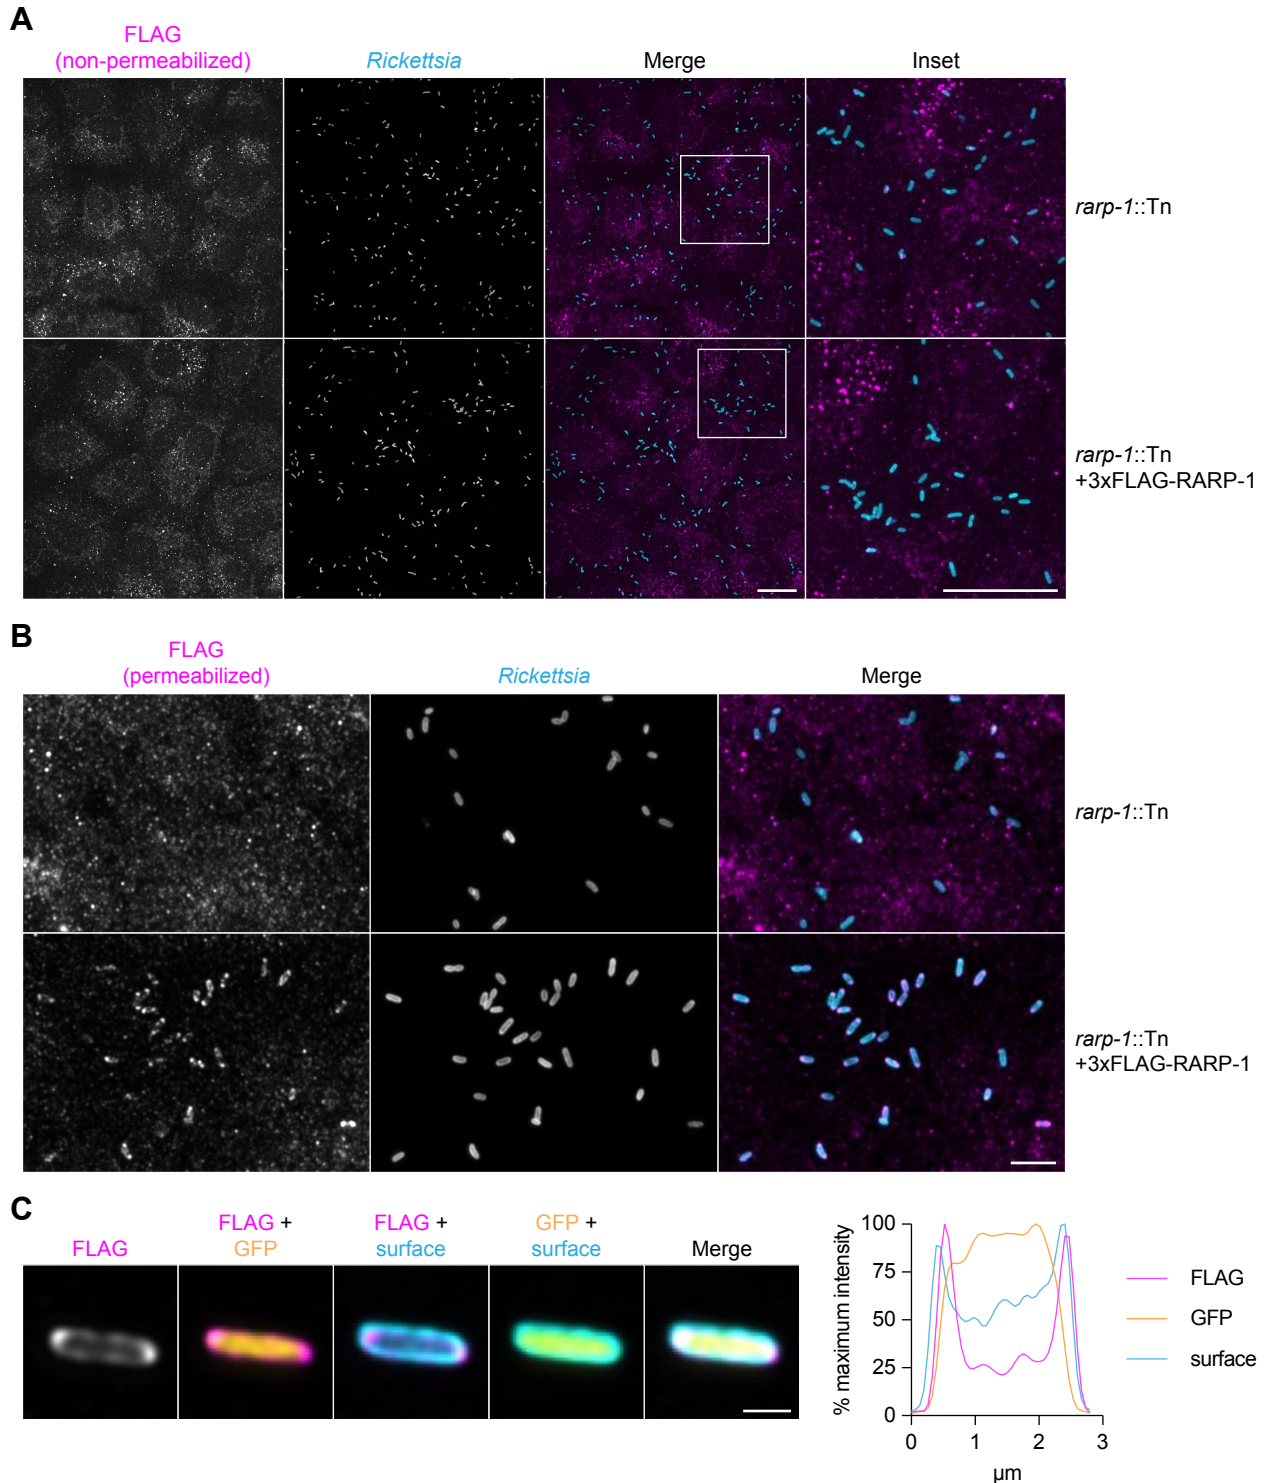 A
FLAG
(non-permeabilized)
Rickettsia
Merge
Inset
rarp-1::Tn
rarp-1::Tn
+3xFLAG-RARP-1
B
FLAG
(permeabilized)
Rickettsia
Merge
rarp-1::Tn
rarp-1::Tn
+3xFLAG-RARP-1
C
FLAG
FLAG +
GFP
FLAG +
surface
GFP +
surface
Merge
% maximum intensity
100
75
50
25
0
0
1
2
3
µm
FLAG
GFP
surface